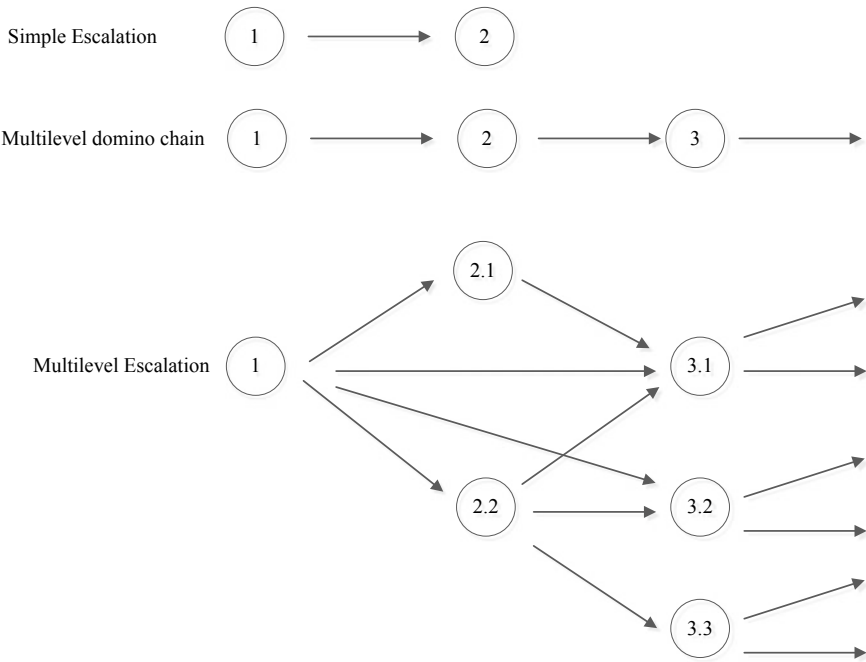 Simple Escalation 1 2
Multilevel domino chain 1 2 3
2.1
Multilevel Escalation 1 3.1
2.2 3.2
3.3